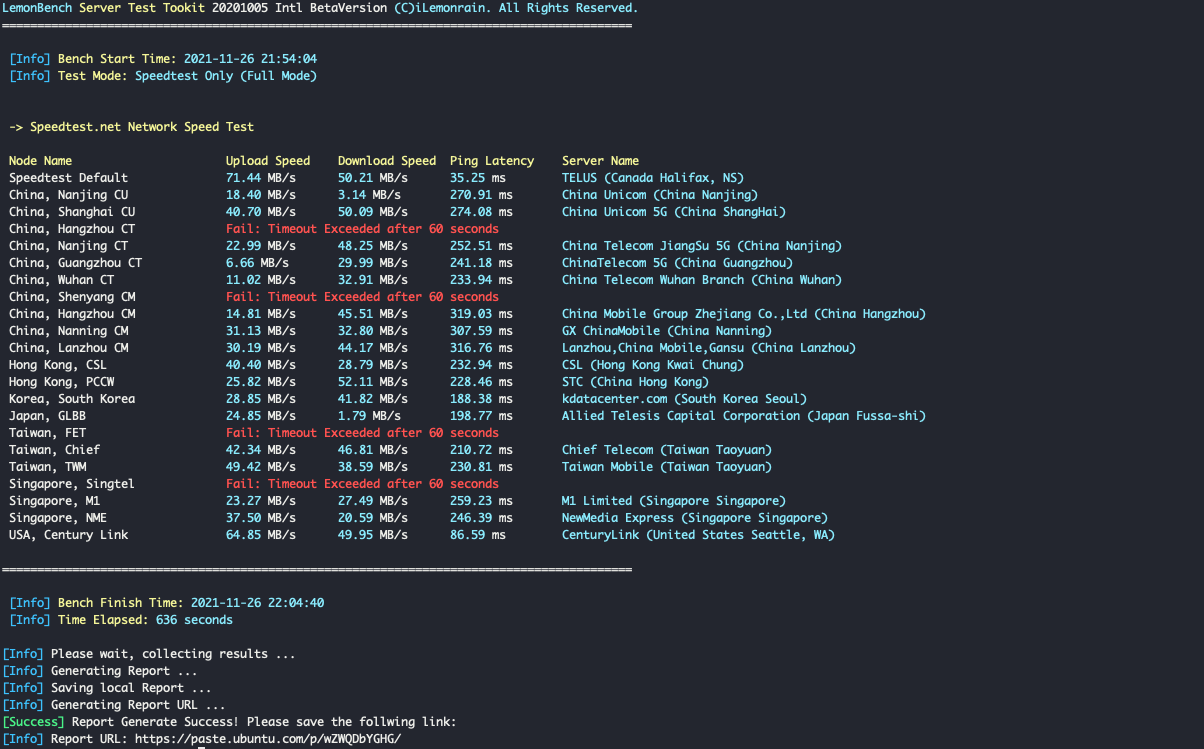 LemonBench Server Test Tookit 20201005 Intl BetaVersion (C)iLemonrain. All Rights Reserved.
[Info] Bench Start Time: 2021-11-26 21:54:04
[Info] Test Mode: Speedtest Only (Full Mode)
-> Speedtest.net Network Speed Test
Node Name Upload Speed Download Speed Ping Latency Server Name
Speedtest Default 71.44 MB/s 50.21 MB/s 35.25 ms TELUS (Canada Halifax, NS)
China, Nanjing CU 18.40 MB/s 3.14 MB/s 270.91 ms China Unicom (China Nanjing)
China, Shanghai CU 40.70 MB/s 50.09 MB/s 274.08 ms China Unicom 5G (China ShangHai)
China, Hangzhou CT Fail: Timeout Exceeded after 60 seconds
China, Nanjing CT 22.99 MB/s 48.25 MB/s 252.51 ms China Telecom JiangSu 5G (China Nanjing)
China, Guangzhou CT 6.66 MB/s 29.99 MB/s 241.18 ms ChinaTelecom 5G (China Guangzhou)
China, Wuhan CT 11.02 MB/s 32.91 MB/s 233.94 ms China Telecom Wuhan Branch (China Wuhan)
China, Shenyang CM Fail: Timeout Exceeded after 60 seconds
China, Hangzhou CM 14.81 MB/s 45.51 MB/s 319.03 ms China Mobile Group Zhejiang Co.,Ltd (China Hangzhou)
China, Nanning CM 31.13 MB/s 32.80 MB/s 307.59 ms GX ChinaMobile (China Nanning)
China, Lanzhou CM 30.19 MB/s 44.17 MB/s 316.76 ms Lanzhou,China Mobile,Gansu (China Lanzhou)
Hong Kong, CSL 40.40 MB/s 28.79 MB/s 232.94 ms CSL (Hong Kong Kwai Chung)
Hong Kong, PCCW 25.82 MB/s 52.11 MB/s 228.46 ms STC (China Hong Kong)
Korea, South Korea 28.85 MB/s 41.82 MB/s 188.38 ms kdatacenter.com (South Korea Seoul)
Japan, GLBB 24.85 MB/s 1.79 MB/s 198.77 ms Allied Telesis Capital Corporation (Japan Fussa-shi)
Taiwan, FET Fail: Timeout Exceeded after 60 seconds
Taiwan, Chief 42.34 MB/s 46.81 MB/s 210.72 ms Chief Telecom (Taiwan Taoyuan)
Taiwan, TWM 49.42 MB/s 38.59 MB/s 230.81 ms Taiwan Mobile (Taiwan Taoyuan)
Singapore, Singtel Fail: Timeout Exceeded after 60 seconds
Singapore, M1 23.27 MB/s 27.49 MB/s 259.23 ms M1 Limited (Singapore Singapore)
Singapore, NME 37.50 MB/s 20.59 MB/s 246.39 ms NewMedia Express (Singapore Singapore)
USA, Century Link 64.85 MB/s 49.95 MB/s 86.59 ms CenturyLink (United States Seattle, WA)
[Info] Bench Finish Time: 2021-11-26 22:04:40
[Info] Time Elapsed: 636 seconds
[Info] Please wait, collecting results ...
[Info] Generating Report ...
[Info] Saving local Report ...
[Info] Generating Report URL ...
[Success] Report Generate Success! Please save the follwing link:
[Info] Report URL: https://paste.ubuntu.com/p/wZWQDbYGHG/